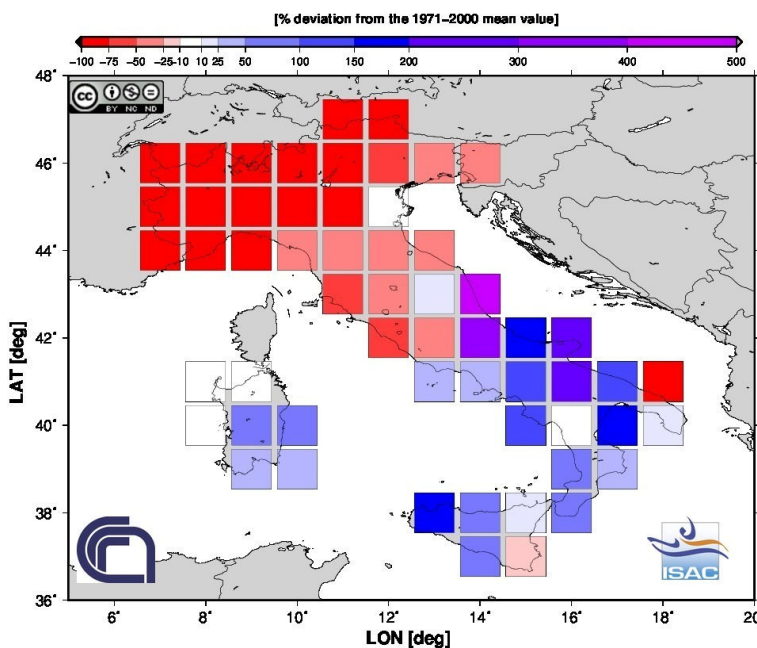 [% deviation from the 1971−2000 mean value]
−100 −75 −50 −25−10 10 25 50 100 150 200 300 400 500
48°
46°
44°
42°
40°
38°
36°
LAT [deg]
6° 8° 10° 12° 14° 16° 18° 20
LON [deg]
cc
BY NC ND
ISAC